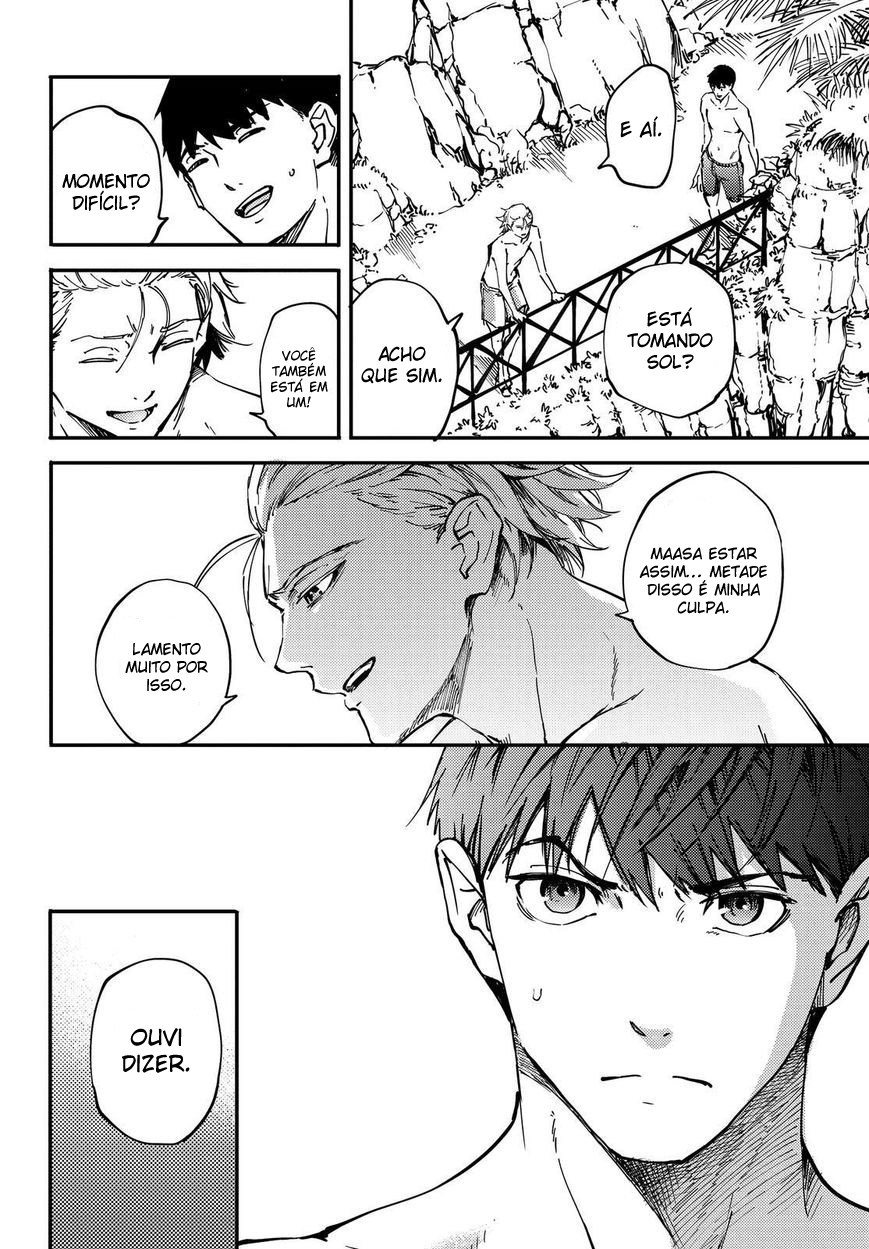 E AÍ.
ESTÁ
TOMANDO
SOL?
ACHO
QUE SIM.
MOMENTO
DIFÍCIL?
VOCÊ
TAMBÉM
ESTÁ EM
UM!
MAASA ESTAR
ASSIM... METADE
DISSO É MINHA
CULPA.
LAMENTO
MUITO POR
ISSO.
OUVI
DIZER.